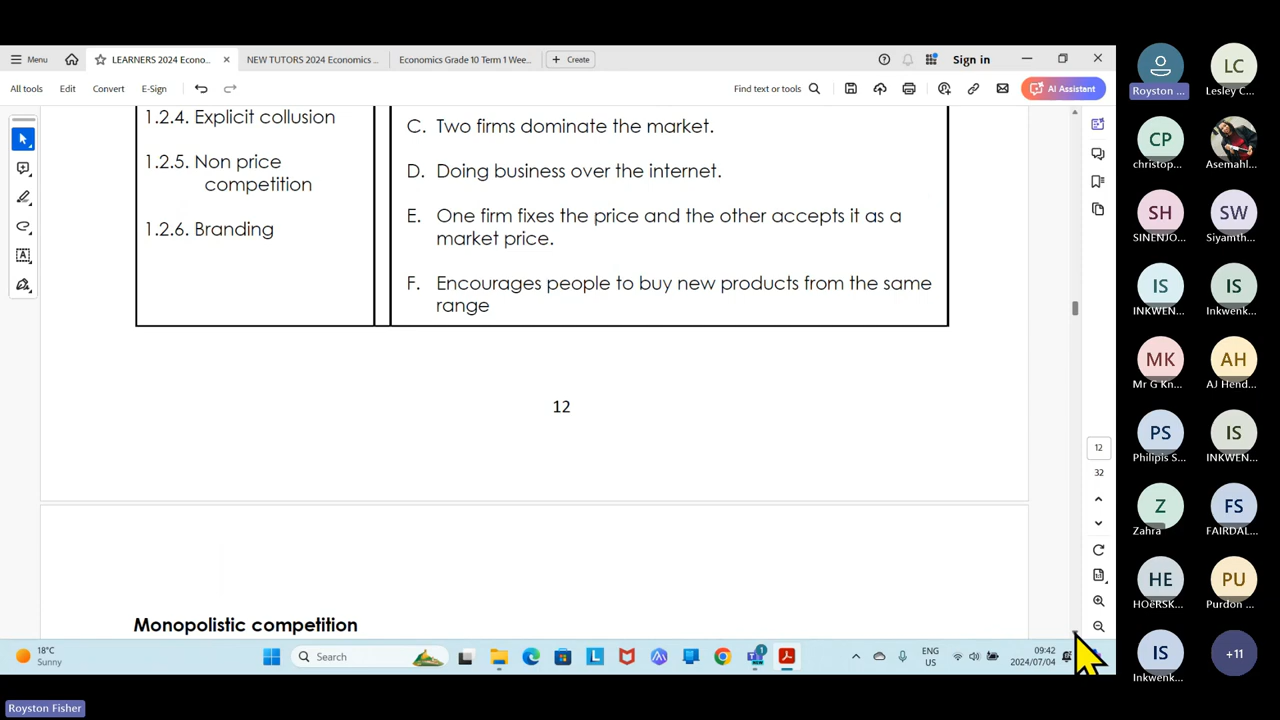 Menu
LEARNERS 2024 Econo...
NEW TUTORS 2024 Economics ...
Economics Grade 10 Term 1 Wee...
+ Create
Sign in
All tools
Edit
Convert
E-Sign
Find text or tools
AI Assistant
1.2.4. Explicit collusion
1.2.5. Non price
competition
1.2.6. Branding
C. Two firms dominate the market.
D. Doing business over the internet.
E. One firm fixes the price and the other accepts it as a
market price.
F. Encourages people to buy new products from the same
range
12
Monopolistic competition
12
32
18°C
Sunny
Search
ENG
US
09:42
2024/07/04
Royston Fisher
Royston ...
LC
Lesley C...
CP
christop...
Asemahl...
SH
SINENJO...
SW
Siyamth...
IS
INKWEN...
IS
Inkwenk...
MK
Mr G Kn...
AH
AJ Hend...
PS
Philipis S...
IS
INKWEN...
Z
Zahra
FS
FAIRDAL...
HE
HOëRSK...
PU
Purdon ...
IS
Inkwenk...
+11